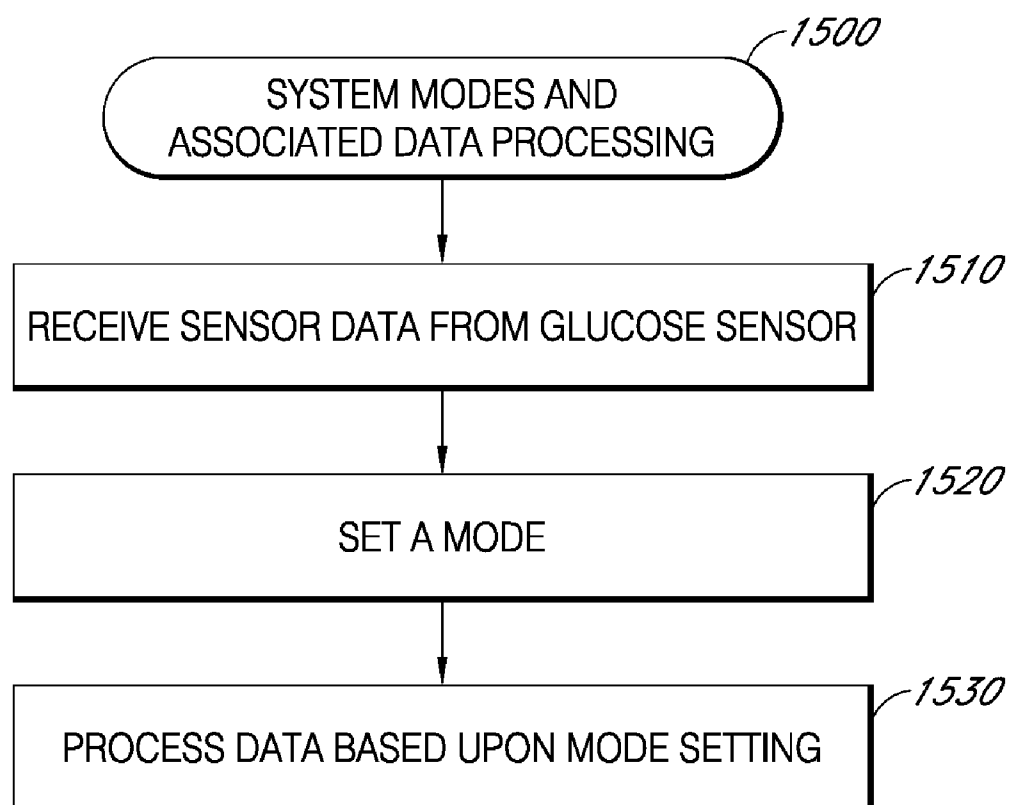 1500
SYSTEM MODES AND
ASSOCIATED DATA PROCESSING
1510
RECEIVE SENSOR DATA FROM GLUCOSE SENSOR
1520
SET A MODE
1530
PROCESS DATA BASED UPON MODE SETTING